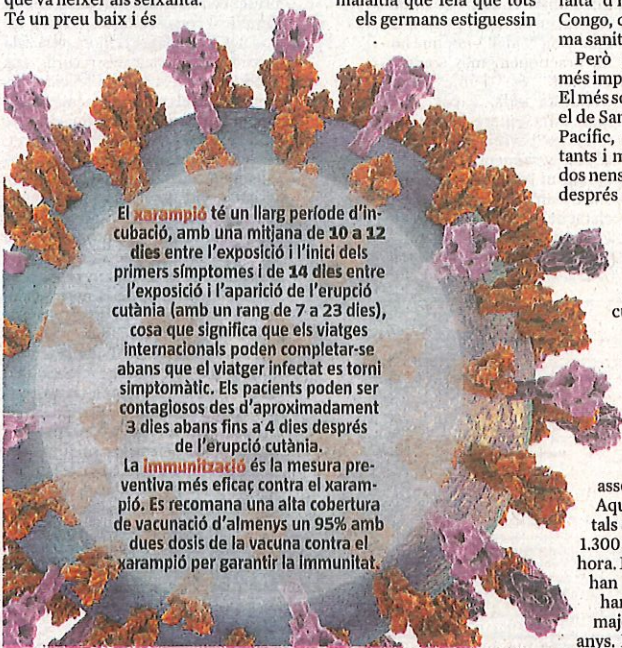 que va néixer als seixanta.
Té un preu baix i és
malaltia que feia que tots
els germans estiguessin
El xarampió té un llarg període d'in-
cubació, amb una mitjana de 10 a 12
dies entre l'exposició i l'inici dels
primers símptomes i de 14 dies entre
l'exposició i l'aparició de l'erupció
cutània (amb un rang de 7 a 23 dies),
cosa que significa que els viatges
internacionals poden completar-se
abans que el viatger infectat es torni
simptomàtic. Els pacients poden ser
contagiosos des d'aproximadament
3 dies abans fins a 4 dies després
de l'erupció cutània.
La immunització és la mesura pre-
ventiva més eficaç contra el xaram-
pió. Es recomana una alta cobertura
de vacunació d'almenys un 95% amb
dues dosis de la vacuna contra el
xarampió per garantir la immunitat.
Congo,
ma sanit
Però
més imp
El més so
el de San
Pacífic,
tants i m
dos nens
després
cu
asse
Aqu
tals
1.300
hora.
han
han
maj
anys.